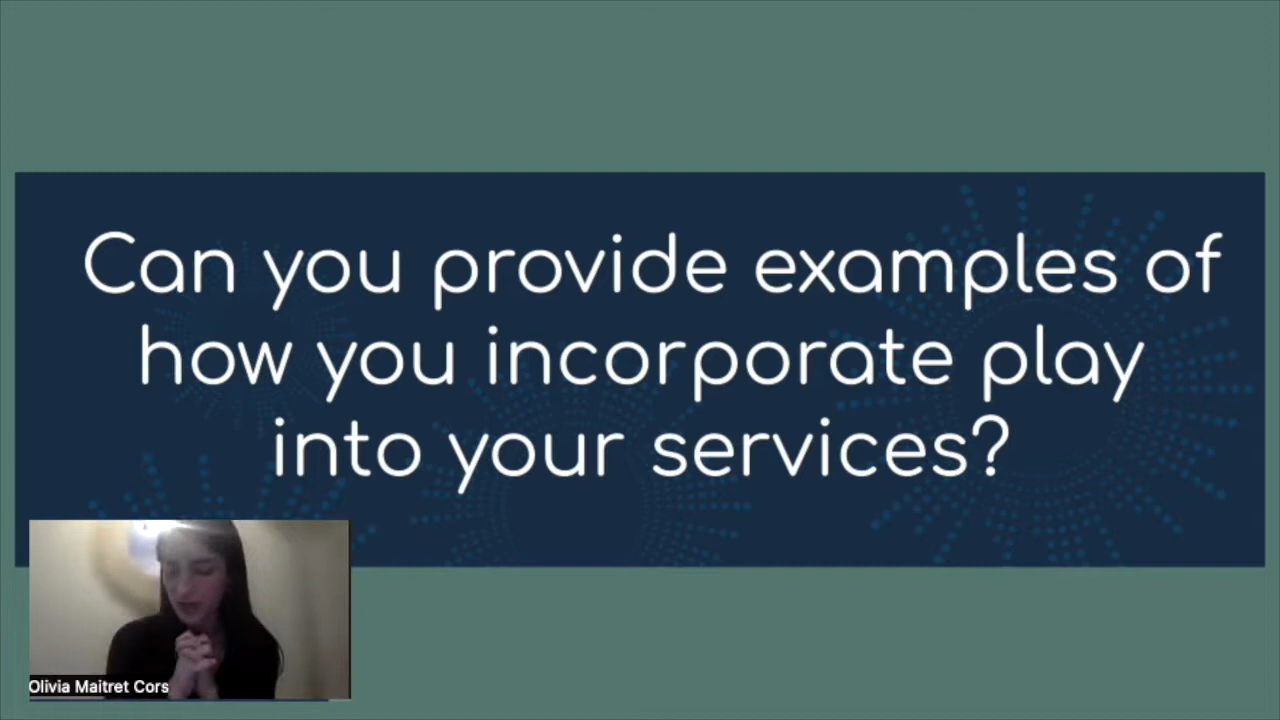 Can you provide examples of
how you incorporate play
into your services?
Olivia Maitret Cors